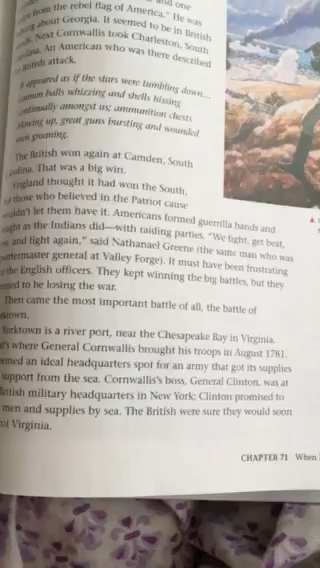 and one
from the rebel flag of America." He was
about Georgia. It seemed to be in British
Next Cornwallis took Charleston, South
An American who was there described
British attack.
It appeared as if the stars were tumbling down...
balls whizzing and shells hissing
continually amongst us; ammunition chests
blowing up, great guns bursting and wounded
men groaning.
The British won again at Camden, South
That was a big win.
England thought it had won the South,
those who believed in the Patriot cause
wouldn't let them have it. Americans formed guerrilla bands and
as the Indians did—with raiding parties. "We fight, get beat,
and fight again," said Nathanael Greene (the same man who was
quartermaster general at Valley Forge). It must have been frustrating
the English officers. They kept winning the big battles, but they
to be losing the war.
Then came the most important battle of all, the battle of
Yorktown is a river port, near the Chesapeake Bay in Virginia.
where General Cornwallis brought his troops in August 1781.
an ideal headquarters spot for an army that got its supplies
support from the sea. Cornwallis's boss, General Clinton, was at
British military headquarters in New York; Clinton promised to
men and supplies by sea. The British were sure they would soon
Virginia.
CHAPTER 71 When